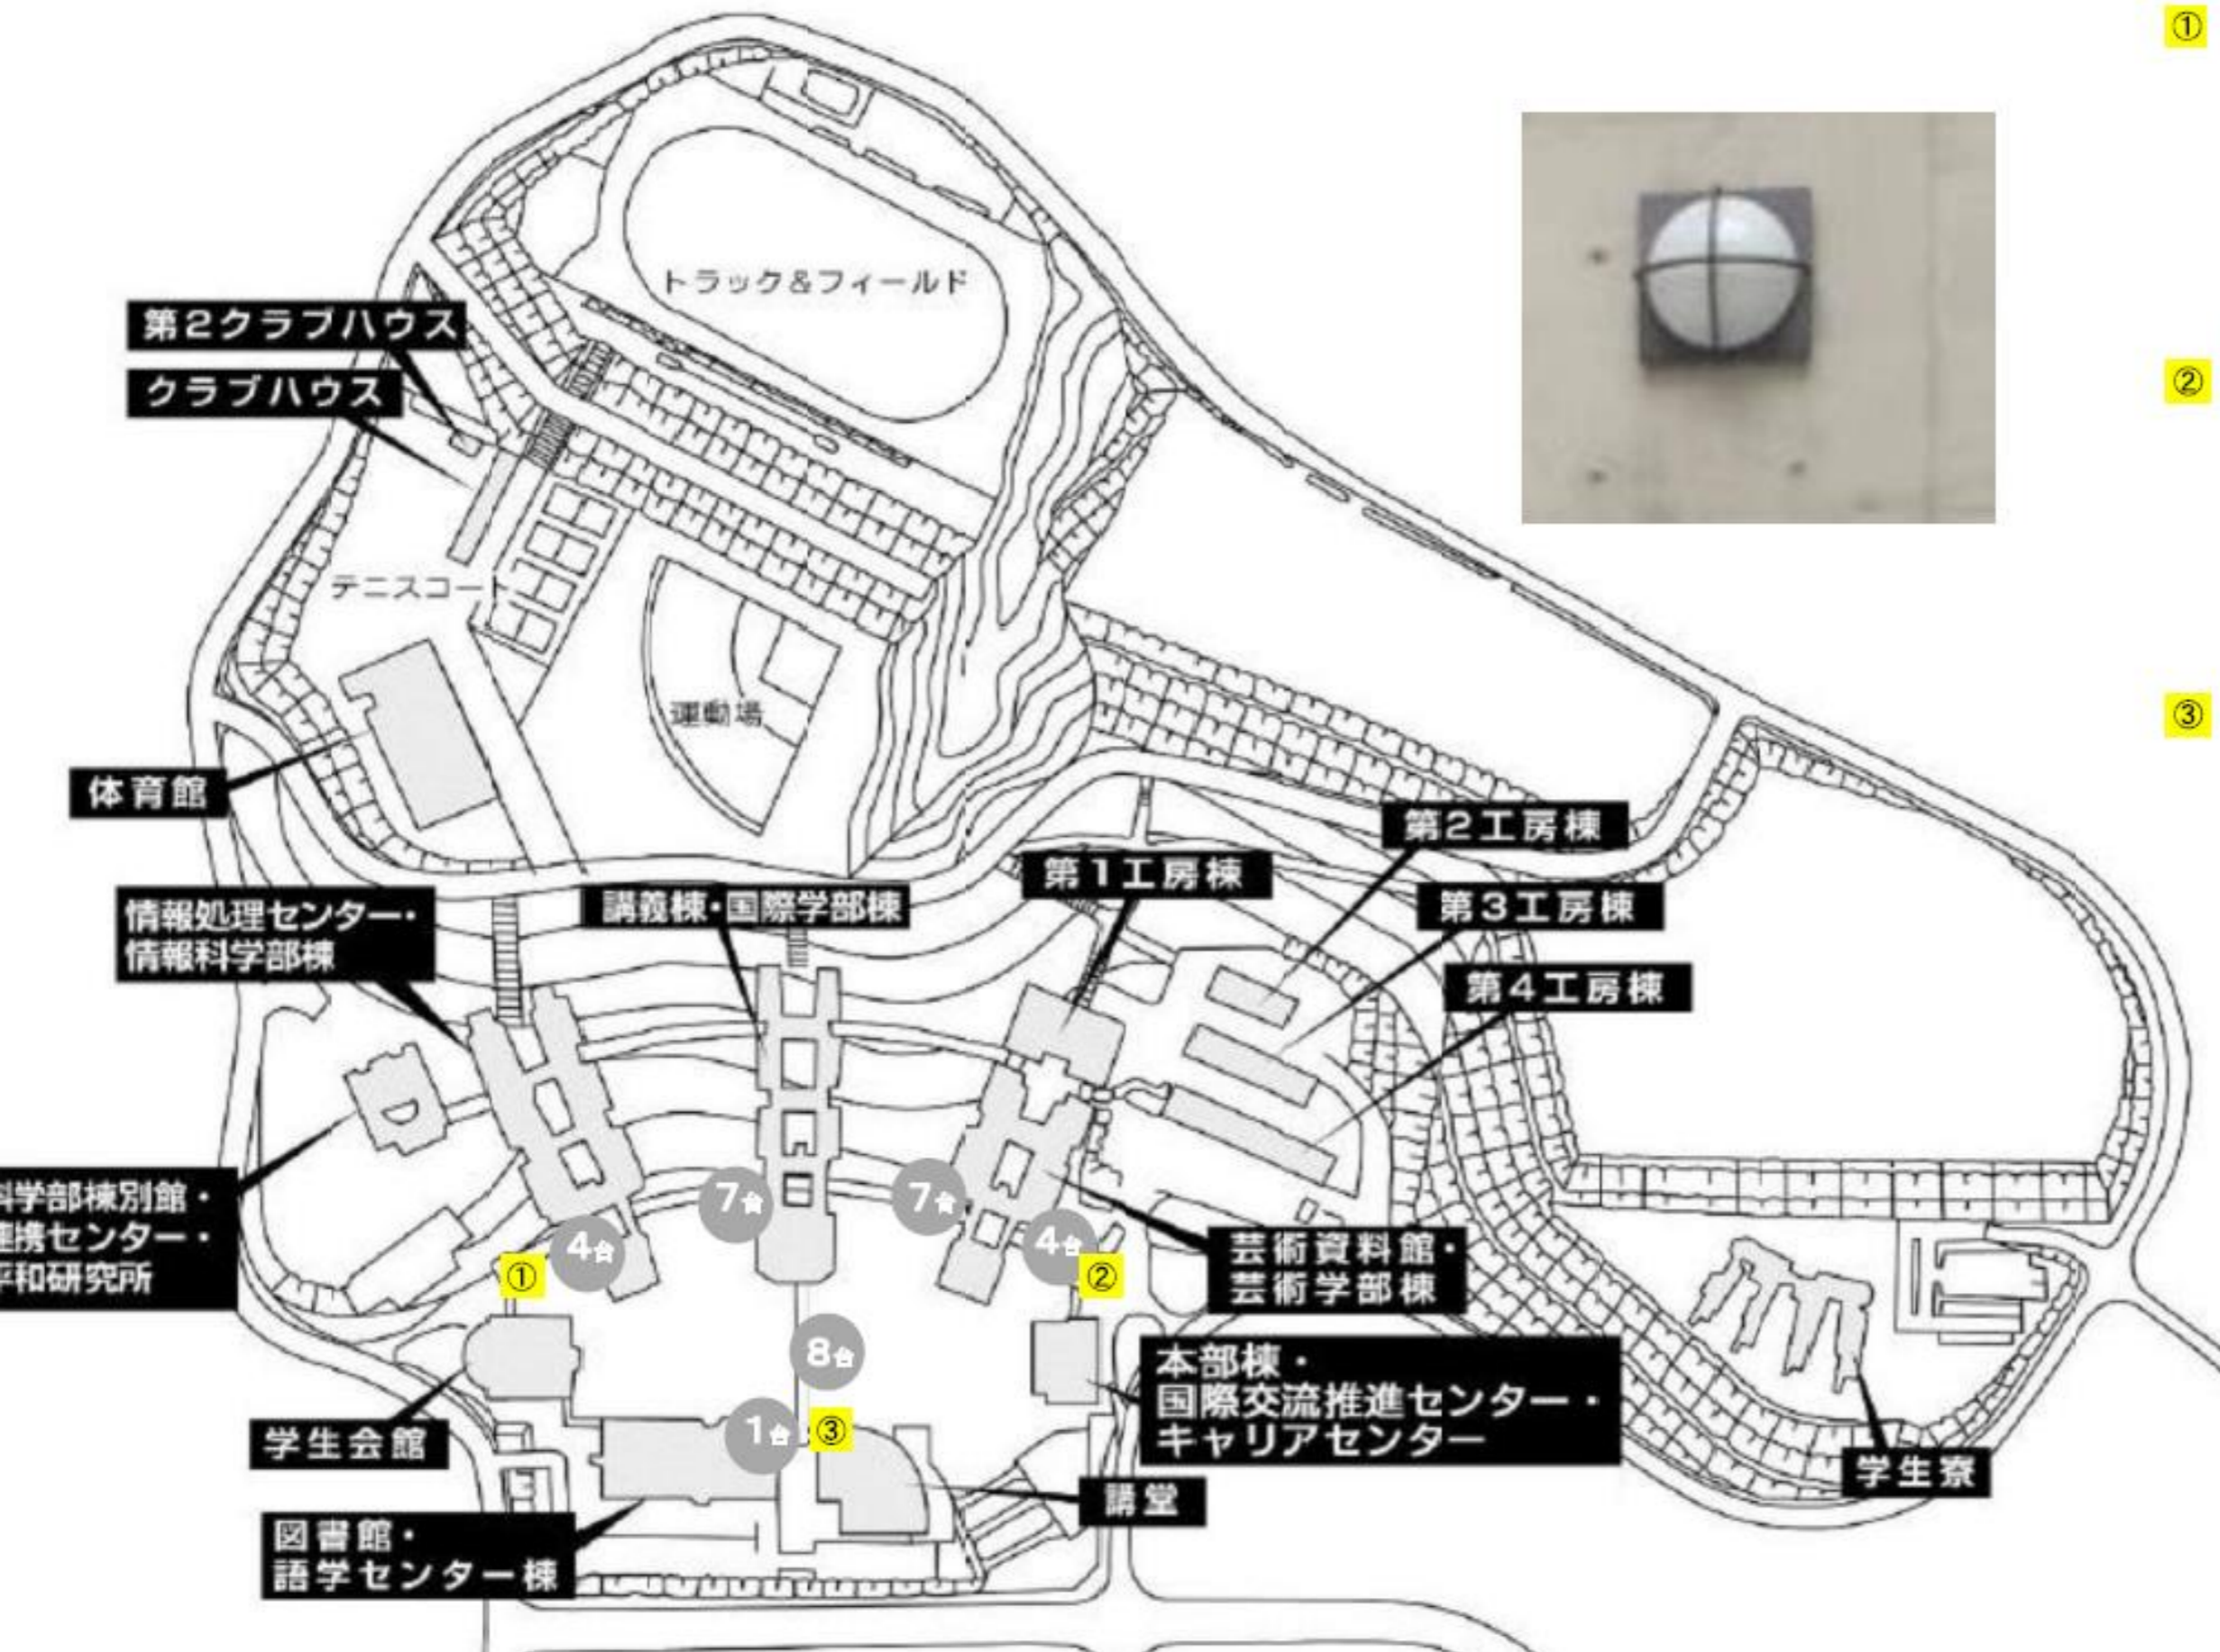 ①
トラック&フィールド
第2クラブハウス
クラブハウス
②
テニスコート
運動場
③
体育館
第2工房棟
第1工房棟
第3工房棟
情報処理センター・
情報科学部棟
講義棟・国際学部棟
第4工房棟
科学部棟別館・
連携センター・
平和研究所
7台
7台
4台
4台
①
②
芸術資料館・
芸術学部棟
8台
本部棟・
国際交流推進センター・
キャリアセンター
学生会館
1台
③
学生寮
講堂
図書館・
語学センター棟